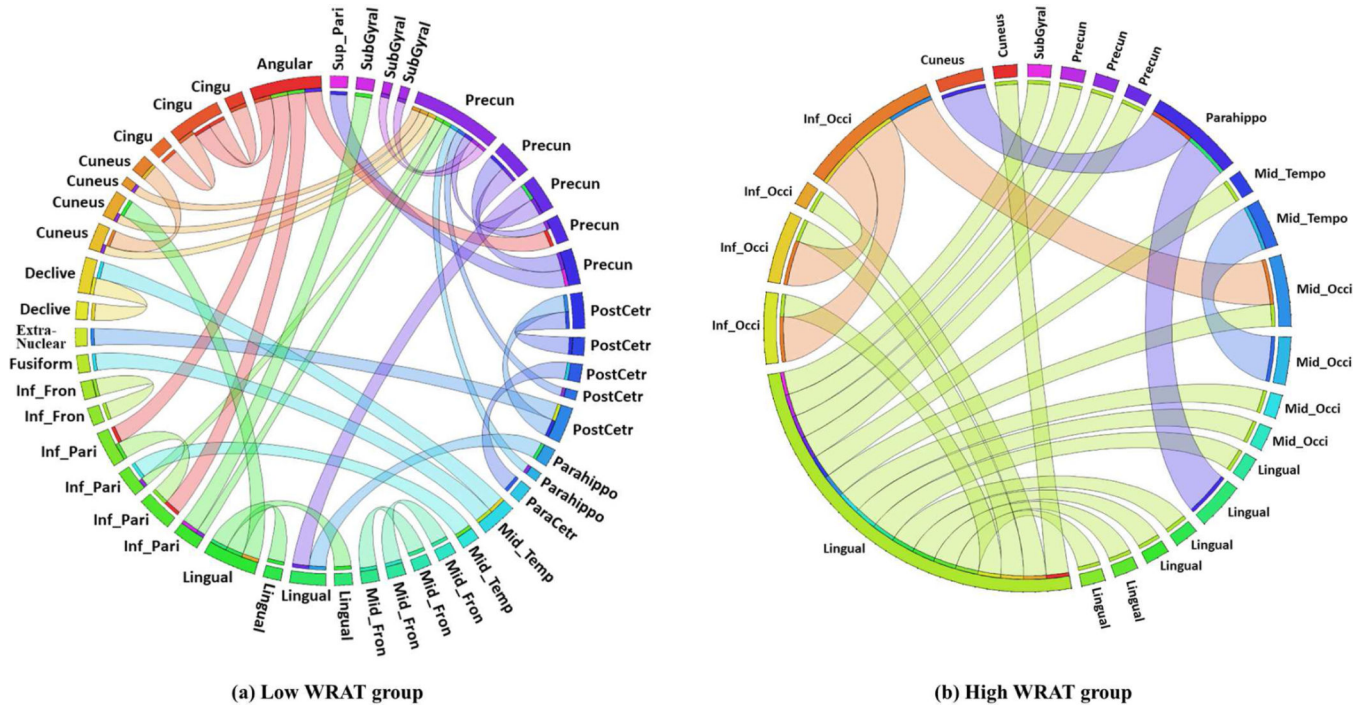 Angular
Sup_Pari
SubGyral
SubGyral
SubGyral
Precun
Precun
Precun
Precun
Precun
PostCetr
PostCetr
PostCetr
PostCetr
PostCetr
Parahippo
Parahippo
ParaCetr
Mid_Temp
Mid_Temp
Mid_Fron
Mid_Fron
Mid_Fron
Mid_Fron
Lingual
Lingual
Lingual
Lingual
Inf_Pari
Inf_Pari
Inf_Pari
Inf_Pari
Inf_Fron
Inf_Fron
Fusiform
Extra-
Nuclear
Declive
Declive
Cuneus
Cuneus
Cuneus
Cuneus
Cingu
Cingu
Cingu
(a) Low WRAT group
Cuneus
Cuneus
SubGyral
Precun
Precun
Precun
Parahippo
Mid_Tempo
Mid_Tempo
Mid_Occi
Mid_Occi
Mid_Occi
Mid_Occi
Lingual
Lingual
Lingual
Lingual
Lingual
Lingual
Lingual
Inf_Occi
Inf_Occi
Inf_Occi
Inf_Occi
(b) High WRAT group